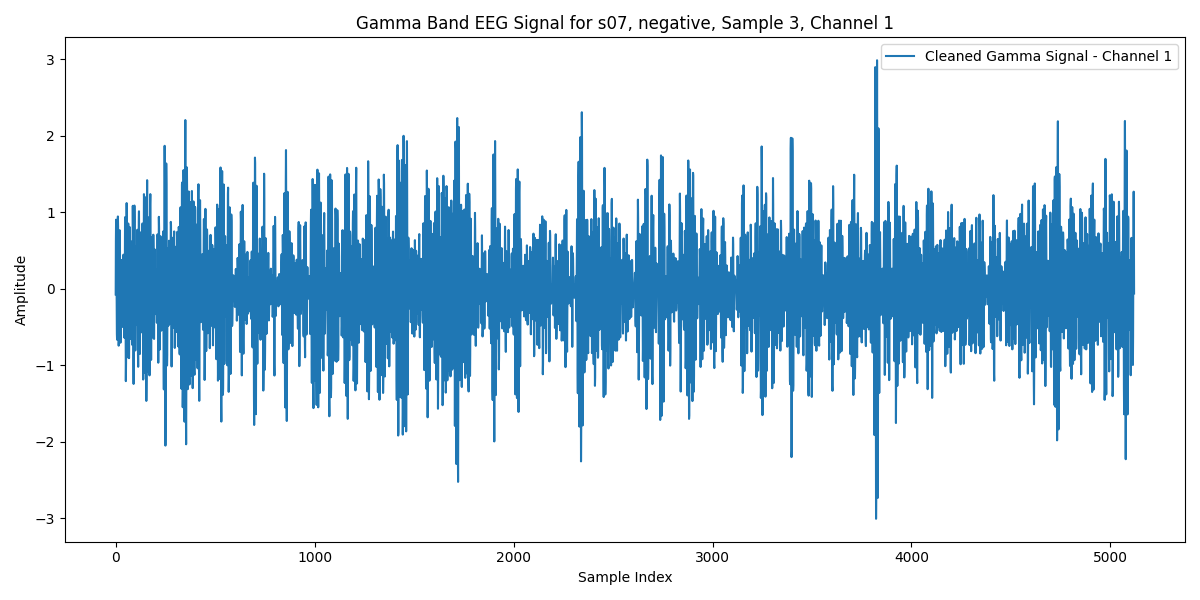 Gamma Band EEG Signal for s07, negative, Sample 3, Channel 1
Cleaned Gamma Signal - Channel 1
Amplitude
3
2
1
0
−1
−2
−3
0 1000 2000 3000 4000 5000
Sample Index